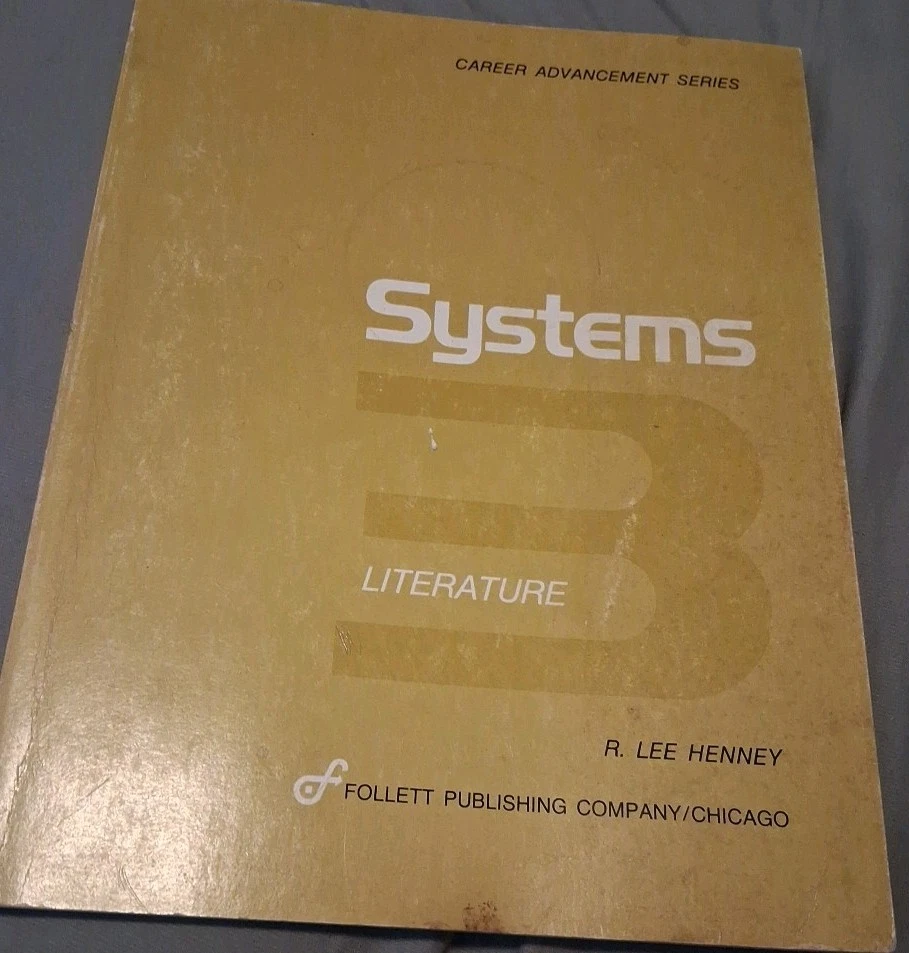 CAREER ADVANCEMENT SERIES
Systems
3
LITERATURE
R. LEE HENNEY
f FOLLETT PUBLISHING COMPANY/CHICAGO